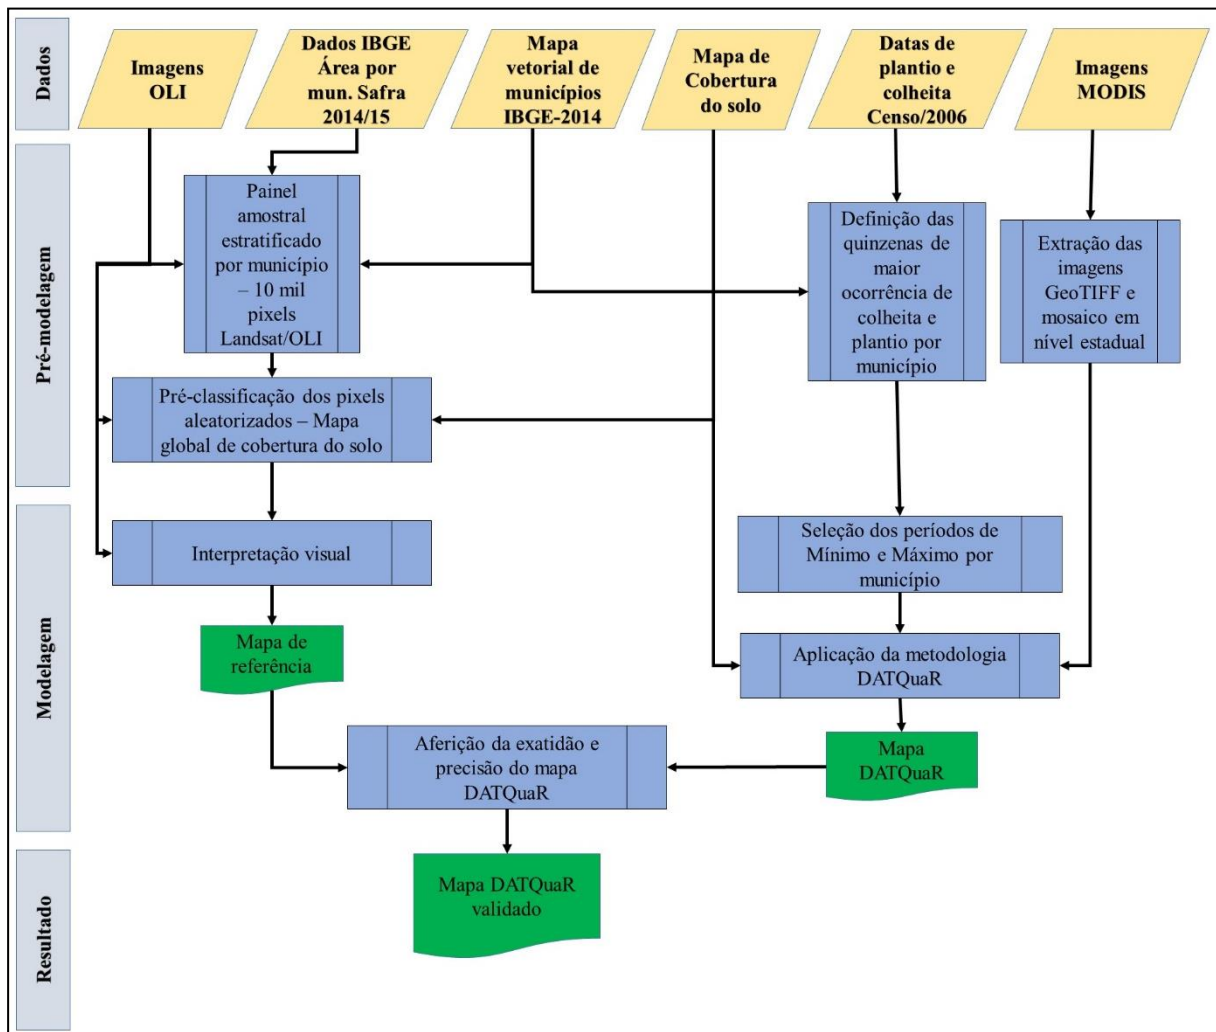 Dados
Imagens
OLI
Dados IBGE
Área por
mun. Safra
2014/15
Mapa
vetorial de
municípios
IBGE-2014
Mapa de
Cobertura
do solo
Datas de
plantio e
colheita
Censo/2006
Imagens
MODIS
Pré-modelagem
Painel
amostral
estratificado
por município
– 10 mil
pixels
Landsat/OLI
Definição das
quinzenas de
maior
ocorrência de
colheita e
plantio por
município
Extração das
imagens
GeoTIFF e
mosaico em
nível estadual
Pré-classificação dos pixels
aleatorizados – Mapa
global de cobertura do solo
Modelagem
Interpretação visual
Seleção dos períodos de
Mínimo e Máximo por
município
Mapa de
referência
Aplicação da metodologia
DATQuaR
Aferição da exatidão e
precisão do mapa
DATQuaR
Mapa
DATQuaR
Resultado
Mapa DATQuaR
validado